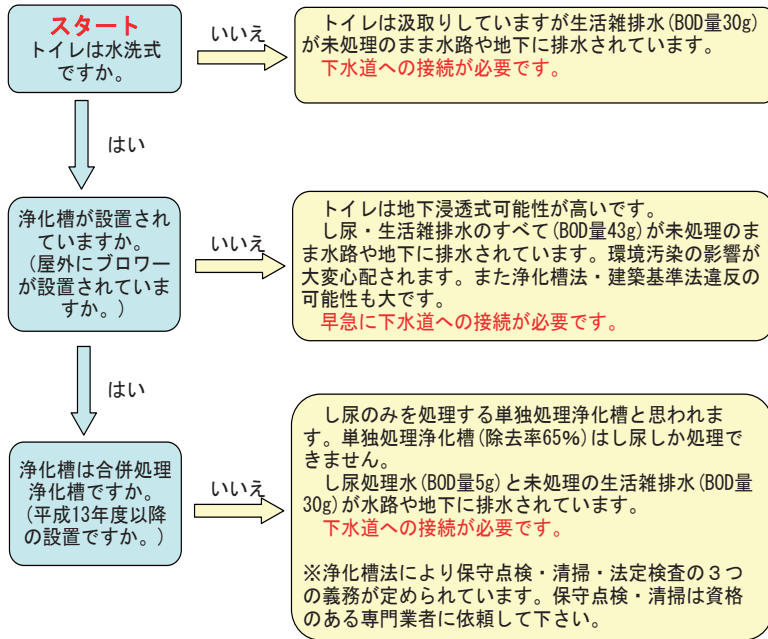 スタート
トイレは水洗式
ですか。
いいえ
トイレは汲取りしていますが生活雑排水(BOD量30g)
が未処理のまま水路や地下に排水されています。
下水道への接続が必要です。
はい
浄化槽が設置され
ていますか。
(屋外にブロワー
が設置されていま
すか。)
いいえ
トイレは地下浸透式可能性が高いです。
し尿・生活雑排水のすべて(BOD量43g)が未処理のま
ま水路や地下に排水されています。環境汚染の影響が
大変心配されます。また浄化槽法・建築基準法違反の
可能性も大です。
早急に下水道への接続が必要です。
はい
浄化槽は合併処理
浄化槽ですか。
(平成13年度以降
の設置ですか。)
いいえ
し尿のみを処理する単独処理浄化槽と思われま
す。単独処理浄化槽(除去率65%)はし尿しか処理で
きません。
し尿処理水(BOD量5g)と未処理の生活雑排水(BOD量
30g)が水路や地下に排水されています。
下水道への接続が必要です。
※浄化槽法により保守点検・清掃・法定検査の３つ
の義務が定められています。保守点検・清掃は資格
のある専門業者に依頼して下さい。